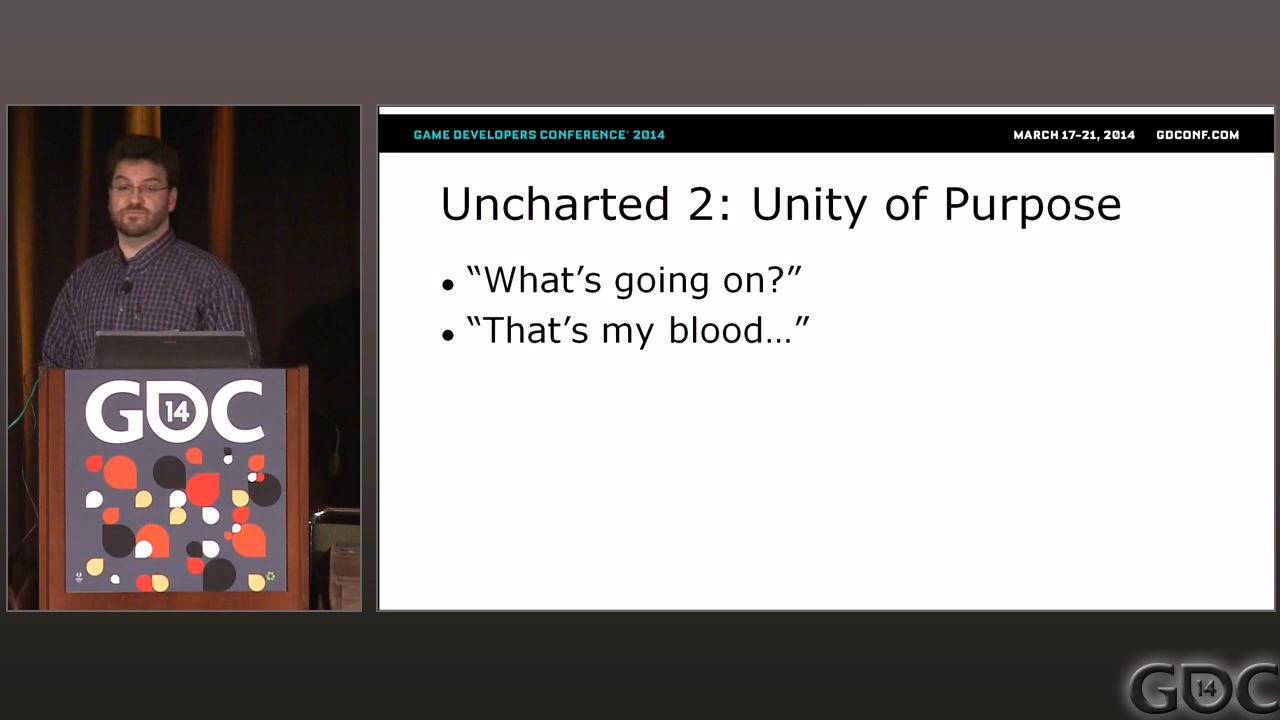 GAME DEVELOPERS CONFERENCE® 2014
MARCH 17–21, 2014 GDCONF.COM
Uncharted 2: Unity of Purpose
• “What’s going on?”
• “That’s my blood…”
GDC 14
GDC 14